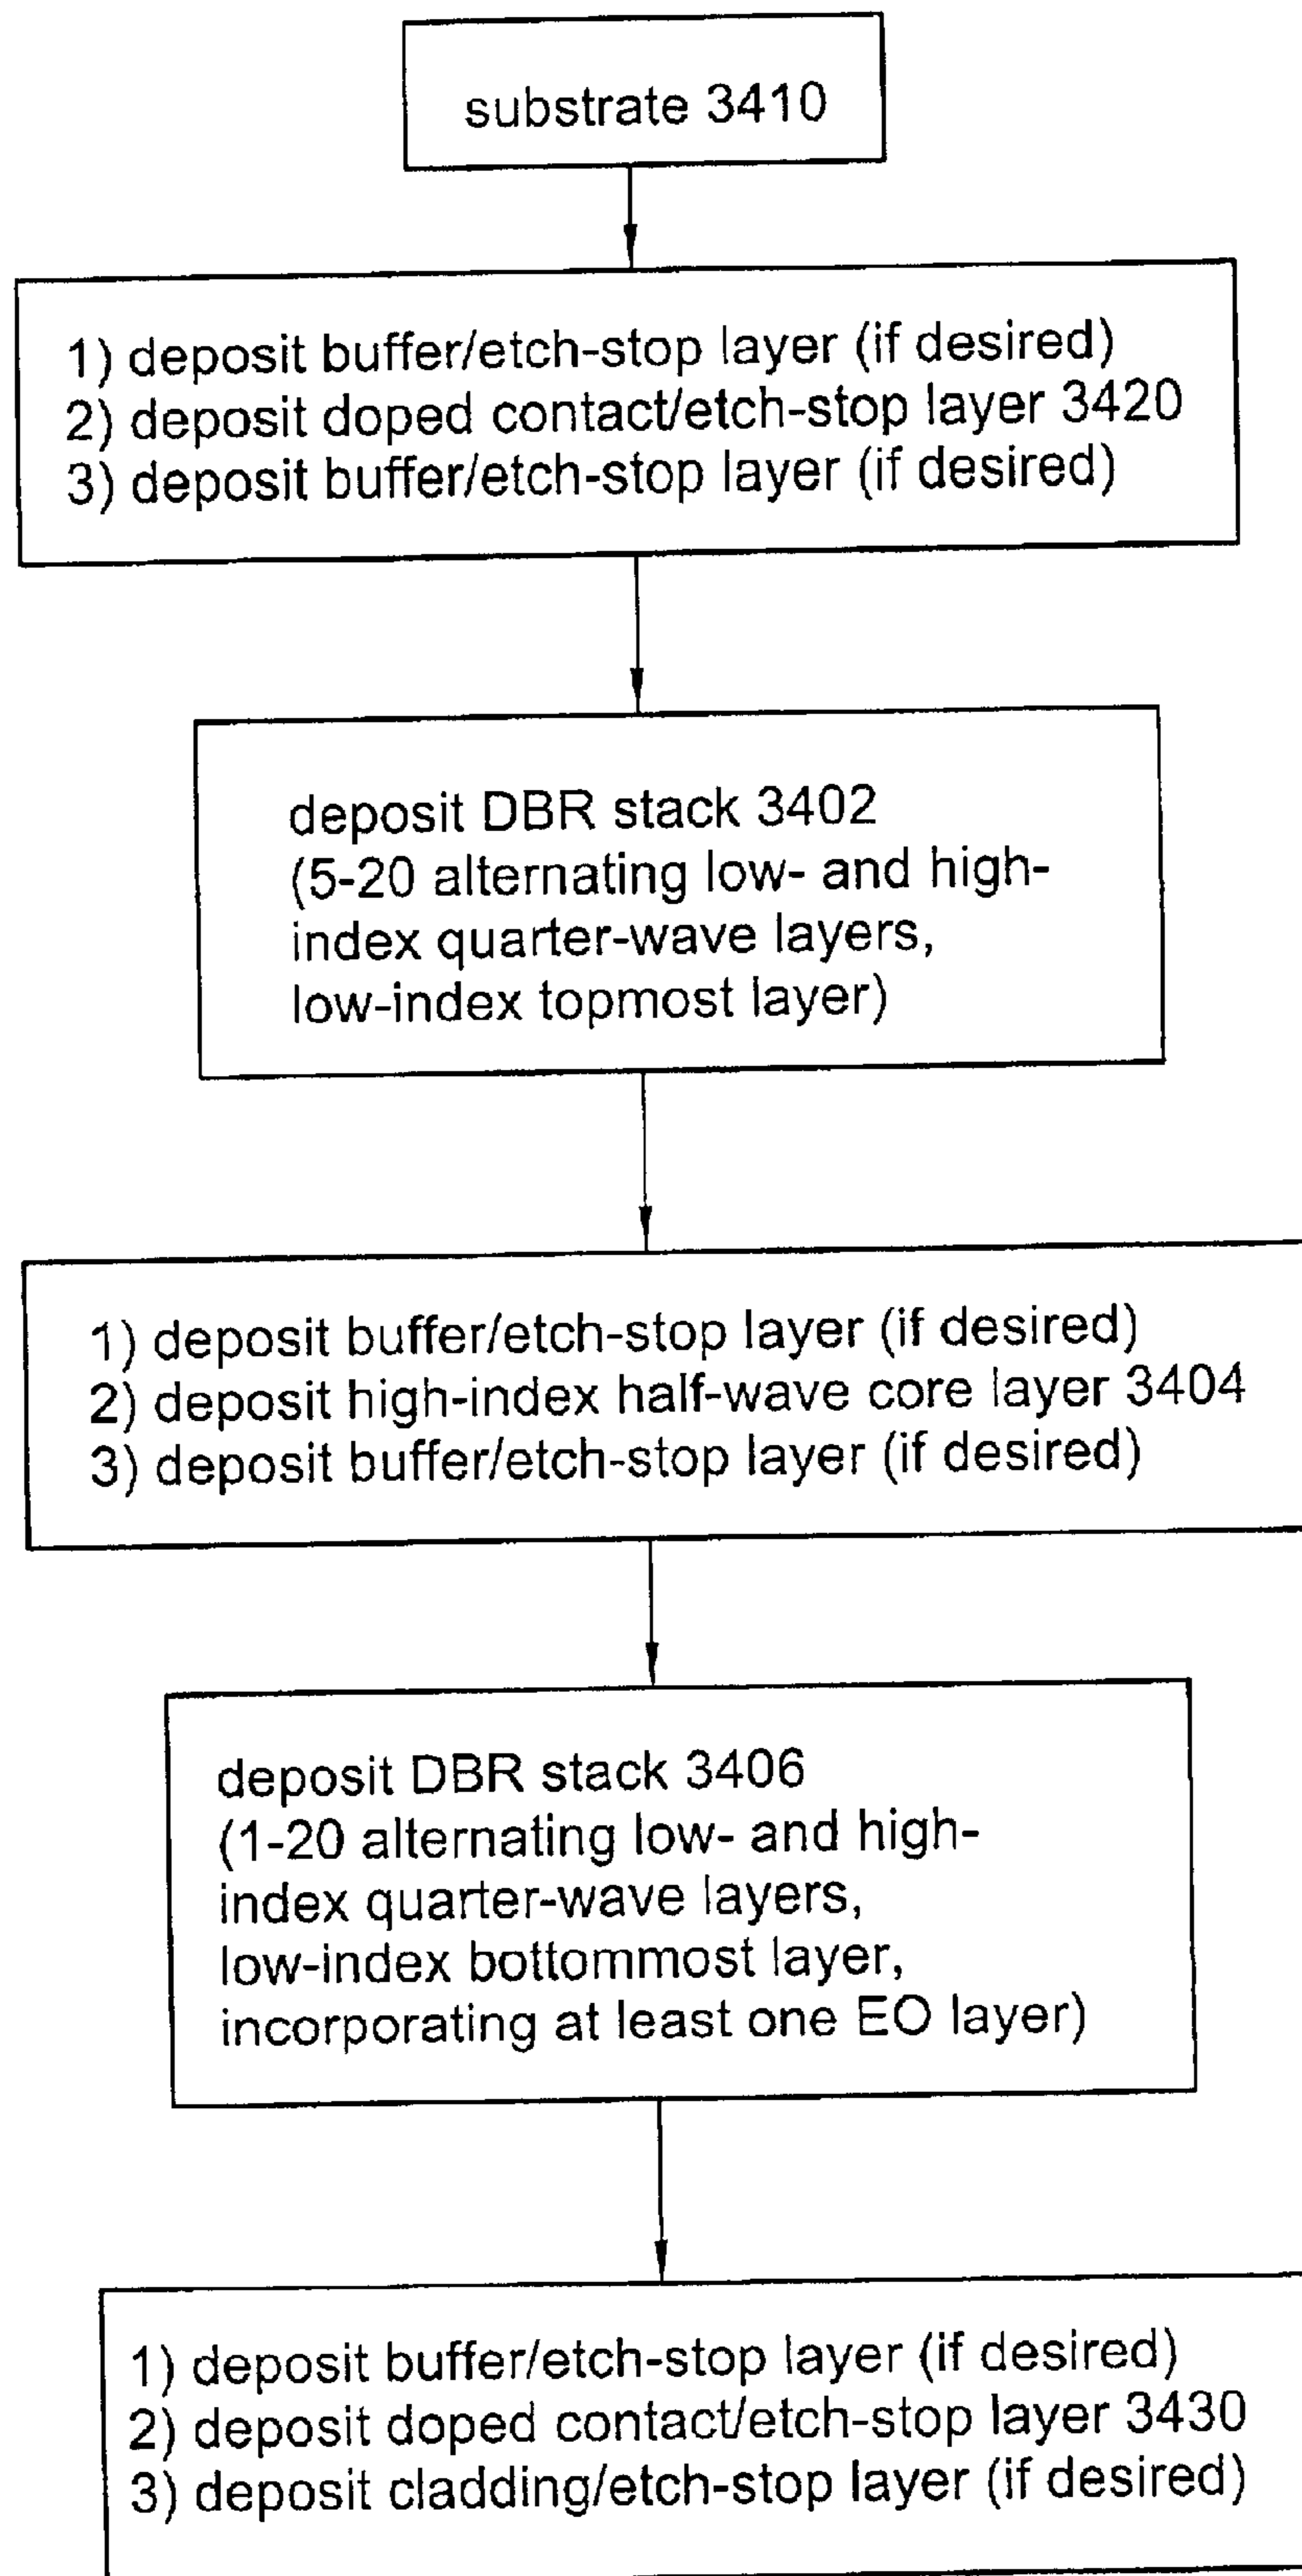 substrate 3410
1) deposit buffer/etch-stop layer (if desired)
2) deposit doped contact/etch-stop layer 3420
3) deposit buffer/etch-stop layer (if desired)
deposit DBR stack 3402
(5-20 alternating low- and high-
index quarter-wave layers,
low-index topmost layer)
1) deposit buffer/etch-stop layer (if desired)
2) deposit high-index half-wave core layer 3404
3) deposit buffer/etch-stop layer (if desired)
deposit DBR stack 3406
(1-20 alternating low- and high-
index quarter-wave layers,
low-index bottommost layer,
incorporating at least one EO layer)
1) deposit buffer/etch-stop layer (if desired)
2) deposit doped contact/etch-stop layer 3430
3) deposit cladding/etch-stop layer (if desired)